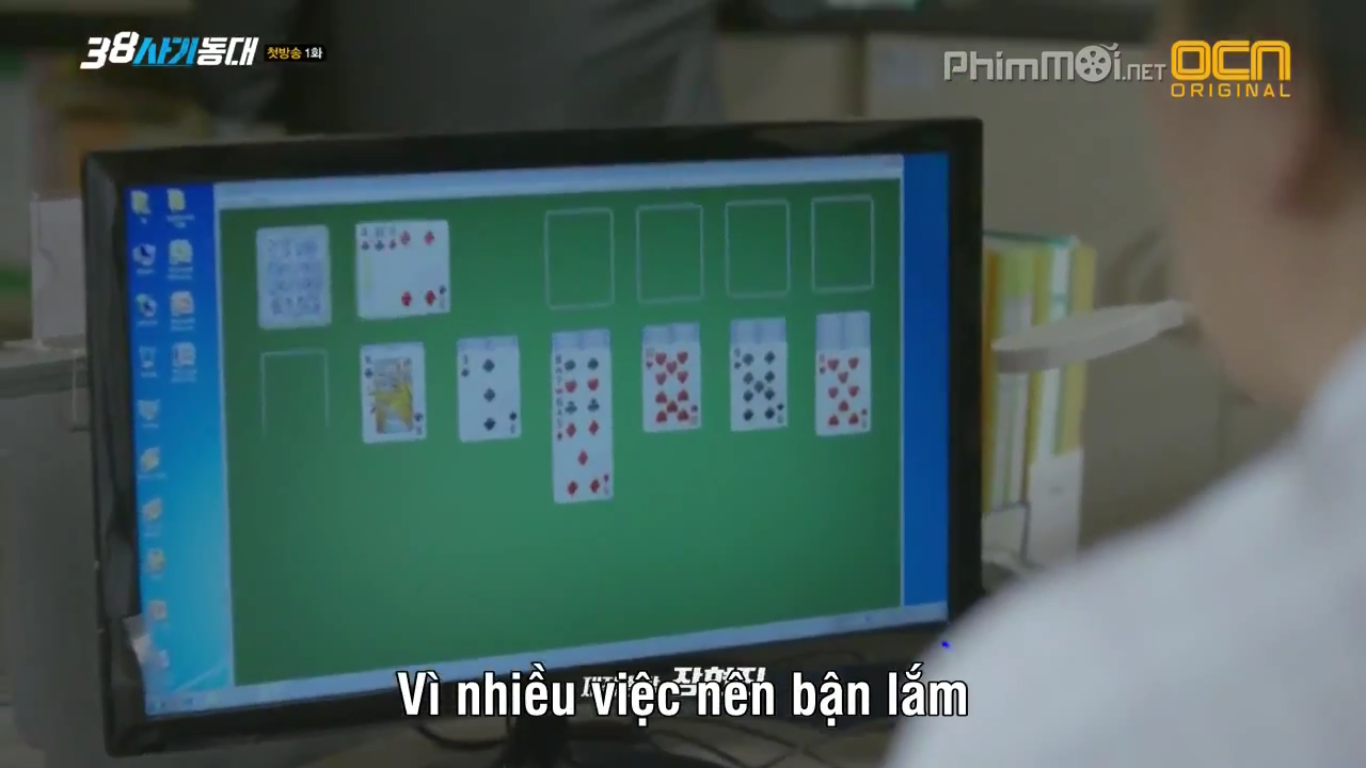 38사기동대 첫방송 1화
PhimMỡi.NET
OCN
ORIGINAL
Vì nhiều việc nên bận lắm